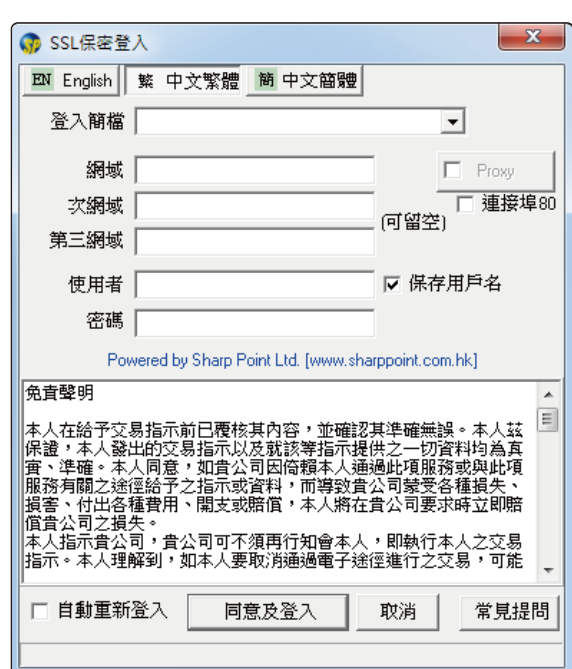 SSL保密登入
EN English 繁 中文繁體 簡 中文簡體
登入簡檔
網域
Proxy
次網域
連接埠80
(可留空)
第三網域
使用者
保存用戶名
密碼
Powered by Sharp Point Ltd. [www.sharppoint.com.hk]
免責聲明
本人在給予交易指示前已覆核其內容，並確認其準確無誤。本人茲
保證，本人發出的交易指示以及就該等指示提供之一切資料均為真
實、準確。本人同意，如貴公司因倚賴本人通過此項服務或與此項
服務有關之途徑給予之指示或資料，而導致貴公司蒙受各種損失、
損害、付出各種費用、開支或賠償，本人將在貴公司要求時立即賠
償貴公司之損失。
本人指示貴公司，貴公司可不須再行知會本人，即執行本人之交易
指示。本人理解到，如本人要取消通過電子途徑進行之交易，可能
自動重新登入 同意及登入 取消 常見提問